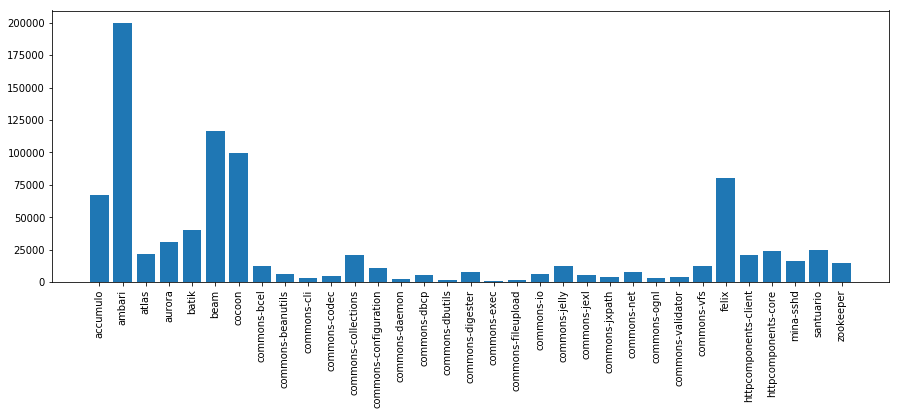 200000
175000
150000
125000
100000
75000
50000
25000
0
accumulo
ambari
atlas
aurora
batik
beam
cocoon
commons-bcel
commons-beanutils
commons-cli
commons-codec
commons-collections
commons-configuration
commons-daemon
commons-dbcp
commons-dbutils
commons-digester
commons-exec
commons-fileupload
commons-io
commons-jelly
commons-jexl
commons-jxpath
commons-net
commons-ognl
commons-validator
commons-vfs
felix
httpcomponents-client
httpcomponents-core
mina-sshd
santuario
zookeeper